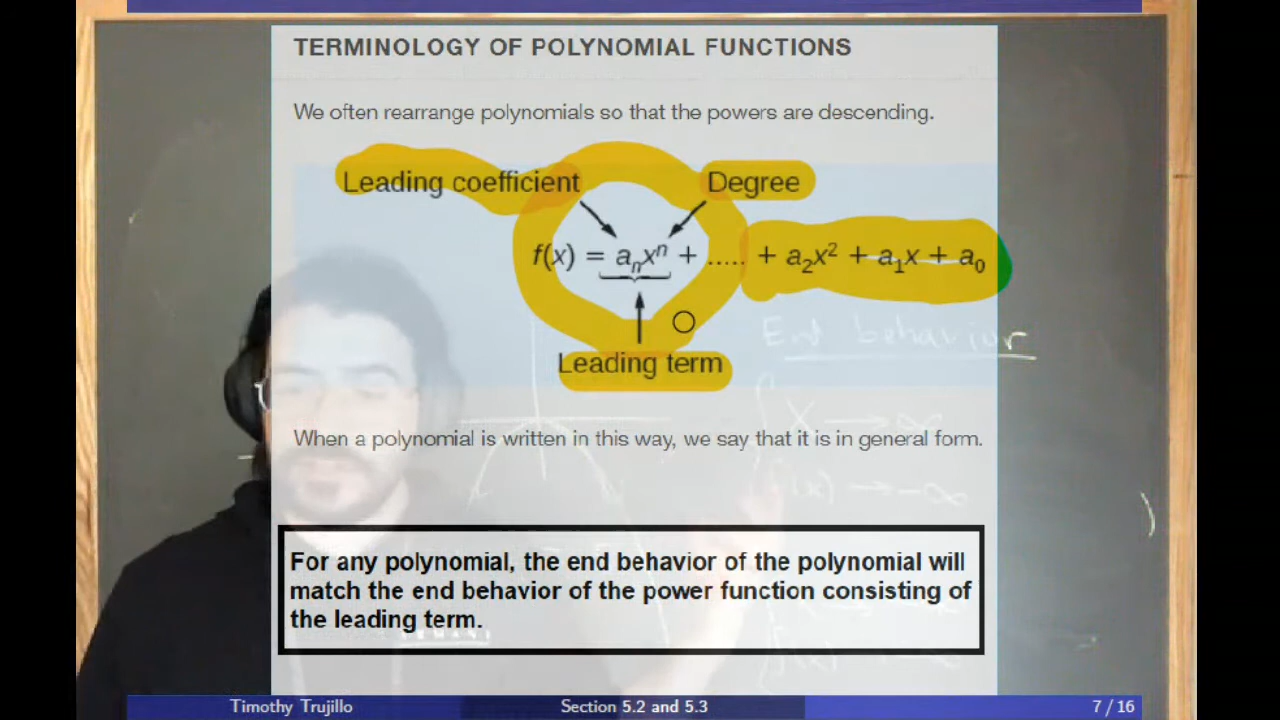 TERMINOLOGY OF POLYNOMIAL FUNCTIONS
We often rearrange polynomials so that the powers are descending.
Leading coefficient Degree
f(x) = aₙxⁿ + ..... + a₂x² + a₁x + a₀
End behavior
Leading term
X → ∞
When a polynomial is written in this way, we say that it is in general form.
f(x) → -∞
For any polynomial, the end behavior of the polynomial will
match the end behavior of the power function consisting of
the leading term.
Timothy Trujillo Section 5.2 and 5.3 7 / 16